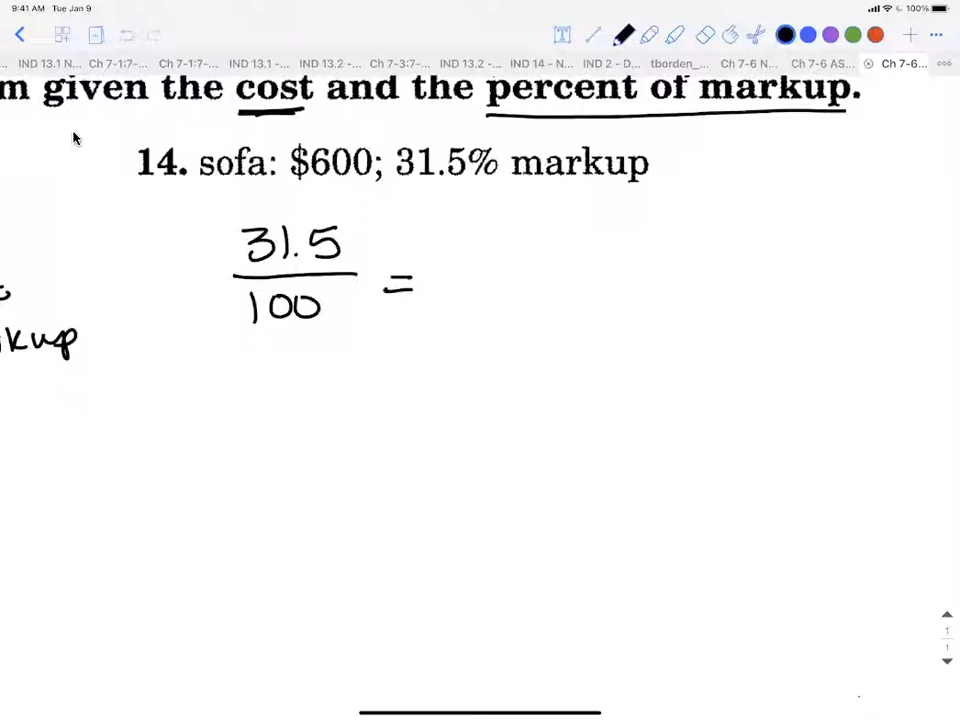 9:41 AM Tue Jan 9
100%
IND 13.1 N... Ch 7-1:7-... Ch 7-1:7-... IND 13.1 -... IND 13.2 -... Ch 7-3:7-... IND 13.2 -... IND 14 – N... IND 2 - D... tborden_... Ch 7-6 N... Ch 7-6 AS... Ch 7-6...
m given the cost and the percent of markup.
14. sofa: $600; 31.5% markup
31.5
100 =
kup
1
1